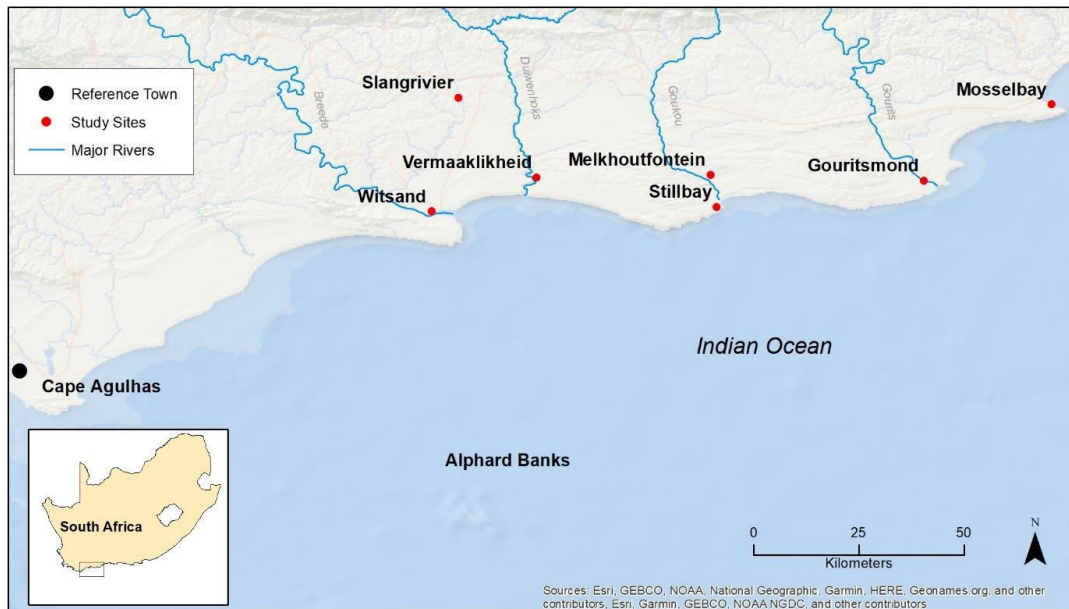 Reference Town
Study Sites
Major Rivers
Breede
Slangrivier
Duiwenhoks
Vermaaklikheid
Witsand
Goukou
Melkhoutfontein
Stillbay
Gourits
Gouritsmond
Mosselbay
Indian Ocean
Cape Agulhas
Alphard Banks
South Africa
0 25 50
Kilometers
N
Sources: Esri, GEBCO, NOAA, National Geographic, Garmin, HERE, Geonames.org, and other
contributors, Esri, Garmin, GEBCO, NOAA NGDC, and other contributors